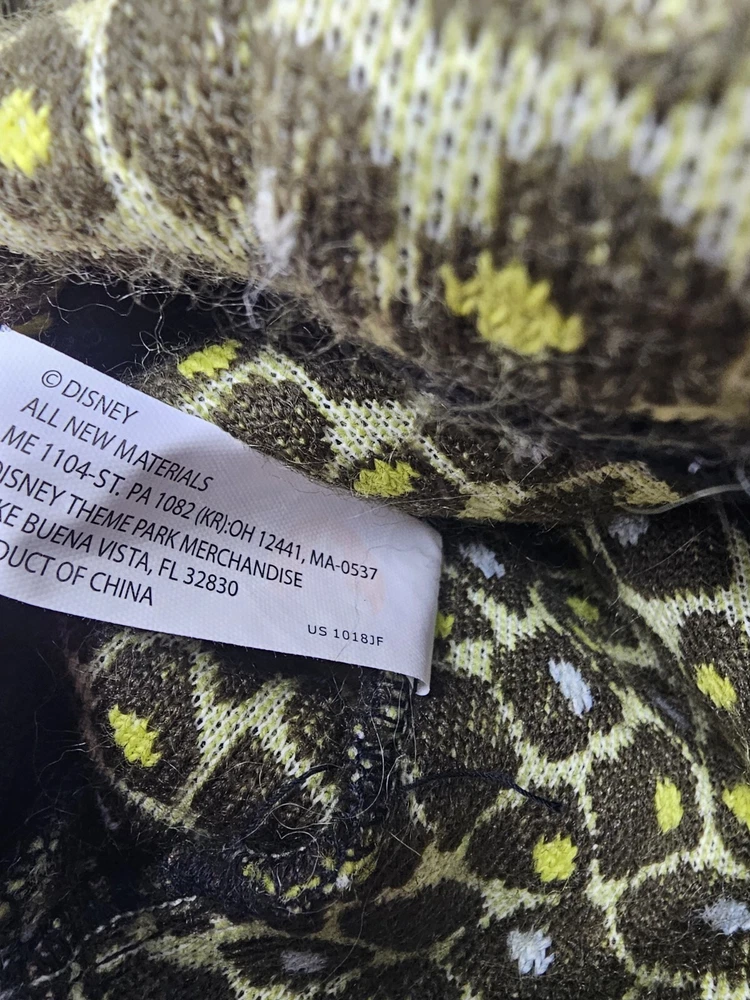 © DISNEY
ALL NEW MATERIALS
ME 1104-ST. PA 1082 (KR):OH 12441, MA-0537
DISNEY THEME PARK MERCHANDISE
KE BUENA VISTA, FL 32830
DUCT OF CHINA
US 1018JF